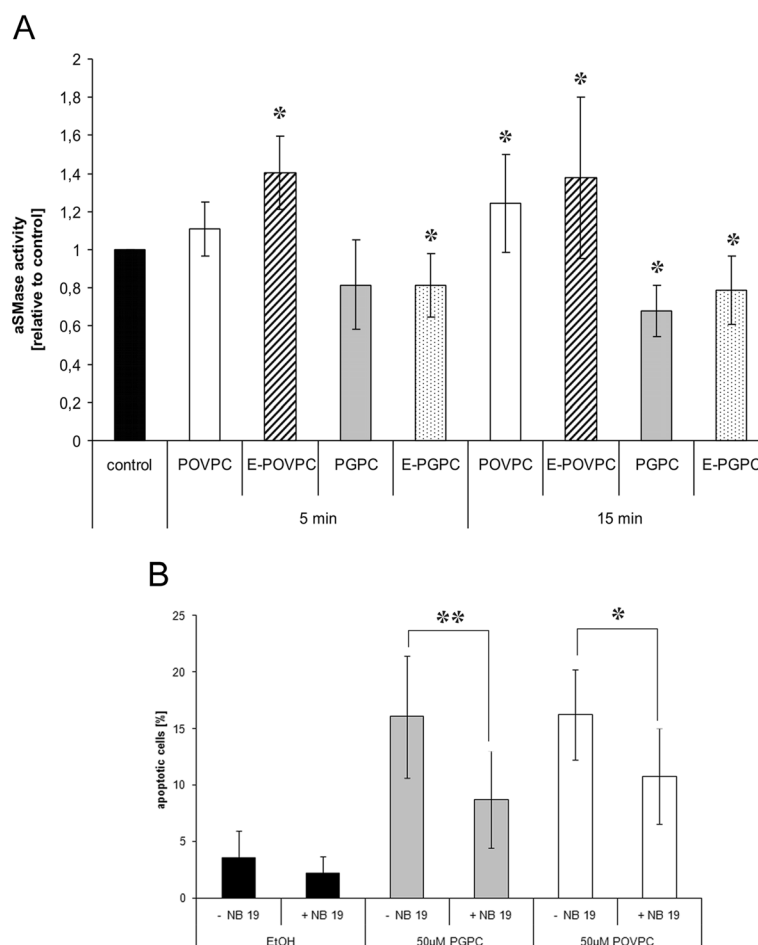 A
2
1,8
1,6
1,4
1,2
1
0,8
0,6
0,4
0,2
0
aSMase activity
[relative to control]
* * * * * * *
control POVPC E-POVPC PGPC E-PGPC POVPC E-POVPC PGPC E-PGPC
5 min 15 min
B
25
20
15
10
5
0
apoptotic cells [%]
** *
- NB 19 + NB 19 - NB 19 + NB 19 - NB 19 + NB 19
EtOH 50µM PGPC 50µM POVPC